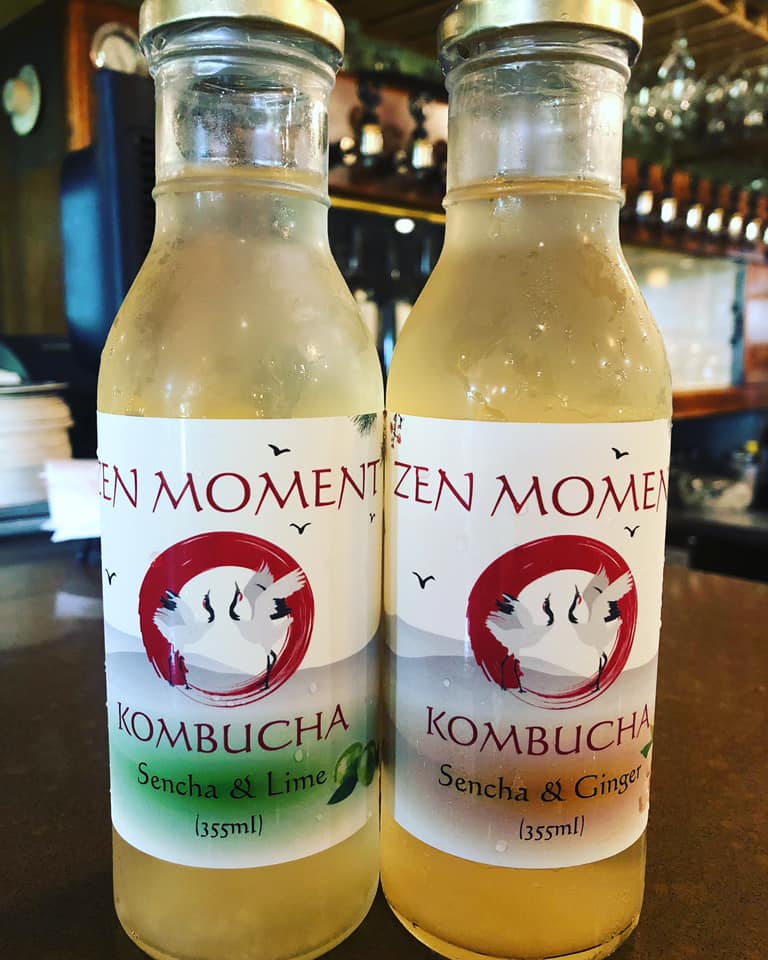 ZEN MOMENT
KOMBUCHA
Sencha & Lime
(355ml)
ZEN MOMEN
KOMBUCHA
Sencha & Ginger
(355ml)